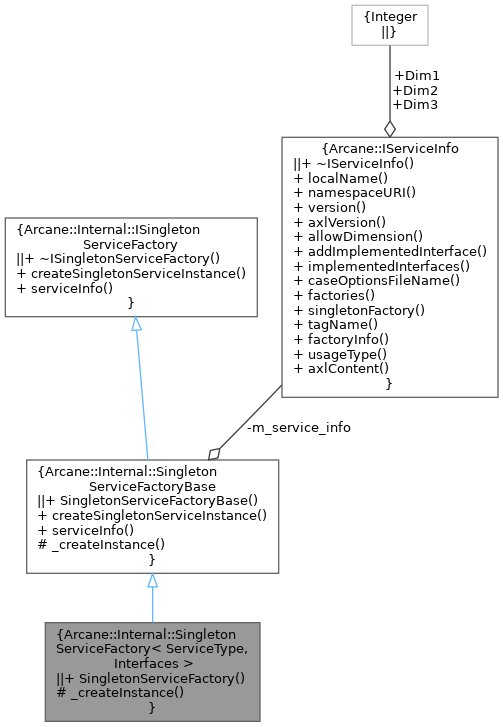 {Integer
||}
+Dim1
+Dim2
+Dim3
{Arcane::IServiceInfo
||+ ~IServiceInfo()
+ localName()
+ namespaceURI()
+ version()
+ axlVersion()
+ allowDimension()
+ addImplementedInterface()
+ implementedInterfaces()
+ caseOptionsFileName()
+ factories()
+ singletonFactory()
+ tagName()
+ factoryInfo()
+ usageType()
+ axlContent()
}
{Arcane::Internal::ISingleton
ServiceFactory
||+ ~ISingletonServiceFactory()
+ createSingletonServiceInstance()
+ serviceInfo()
}
-m_service_info
{Arcane::Internal::Singleton
ServiceFactoryBase
||+ SingletonServiceFactoryBase()
+ createSingletonServiceInstance()
+ serviceInfo()
# _createInstance()
}
{Arcane::Internal::Singleton
ServiceFactory< ServiceType,
Interfaces >
||+ SingletonServiceFactory()
# _createInstance()
}